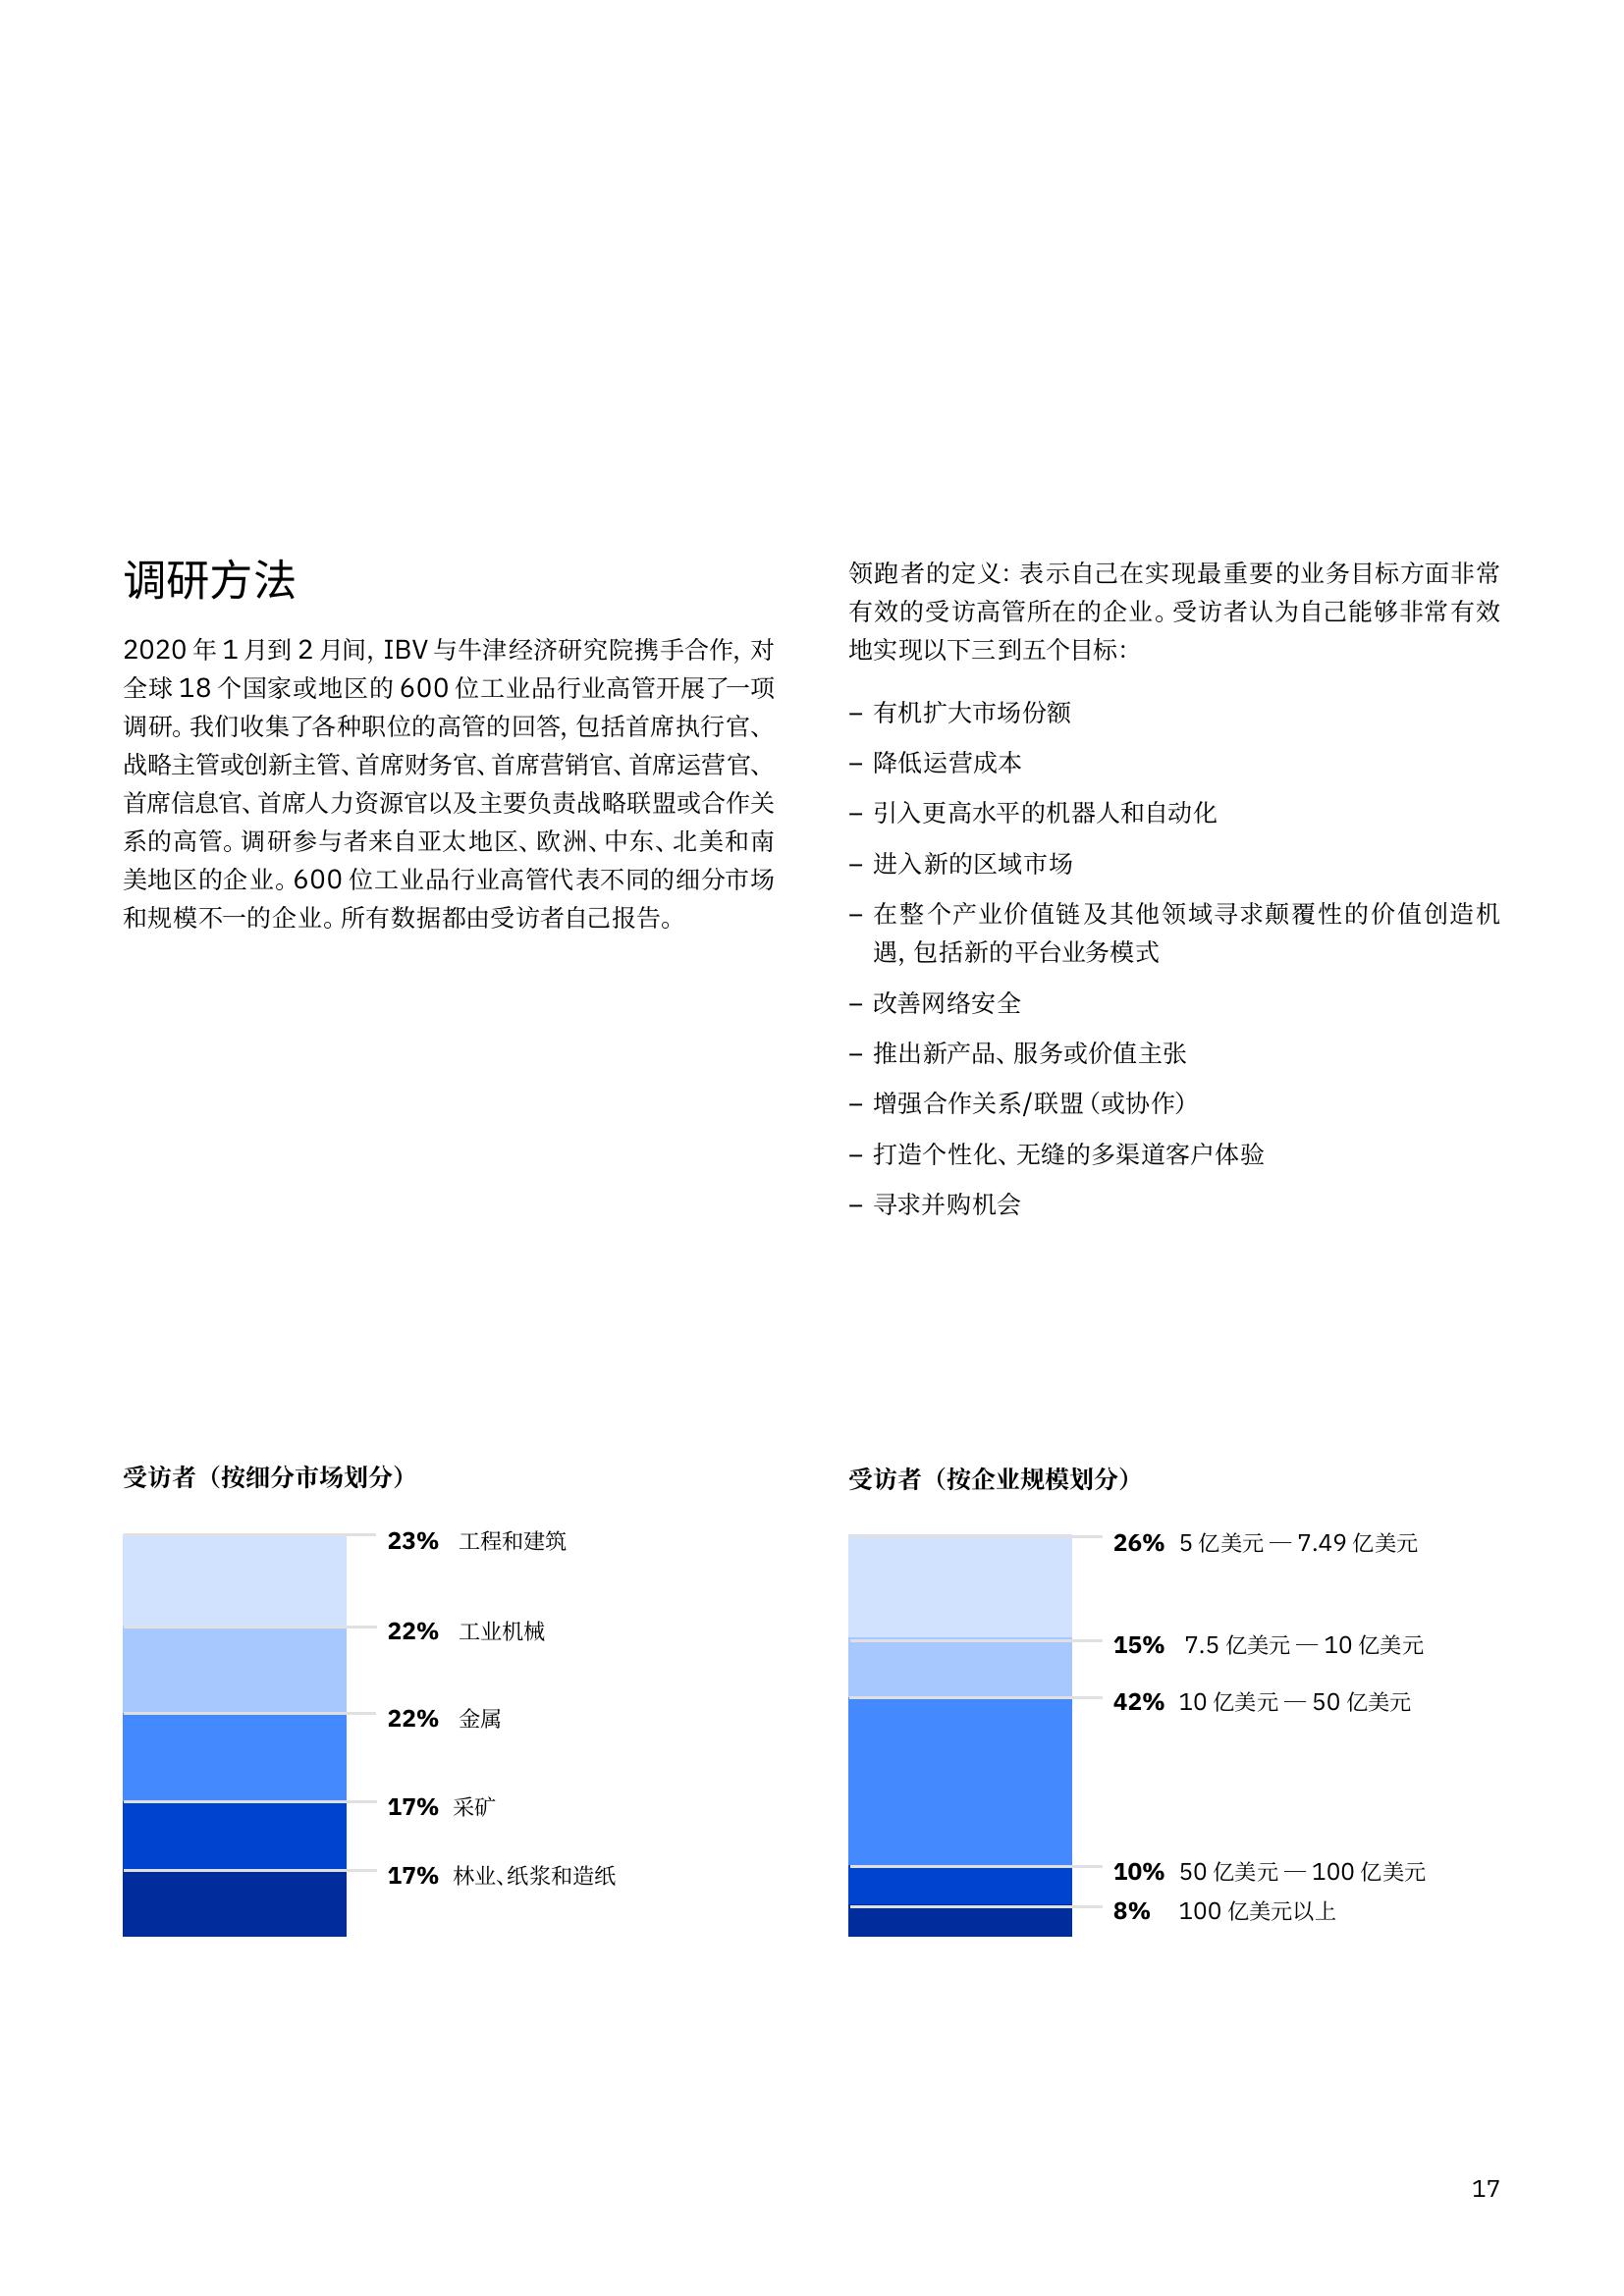 调研方法
2020 年 1 月到 2 月间，IBV 与牛津经济研究院携手合作，对
全球 18 个国家或地区的 600 位工业品行业高管开展了一项
调研。我们收集了各种职位的高管的回答，包括首席执行官、
战略主管或创新主管、首席财务官、首席营销官、首席运营官、
首席信息官、首席人力资源官以及主要负责战略联盟或合作关
系的高管。调研参与者来自亚太地区、欧洲、中东、北美和南
美地区的企业。600 位工业品行业高管代表不同的细分市场
和规模不一的企业。所有数据都由受访者自己报告。
领跑者的定义：表示自己在实现最重要的业务目标方面非常
有效的受访高管所在的企业。受访者认为自己能够非常有效
地实现以下三到五个目标：
– 有机扩大市场份额
– 降低运营成本
– 引入更高水平的机器人和自动化
– 进入新的区域市场
– 在整个产业价值链及其他领域寻求颠覆性的价值创造机
遇，包括新的平台业务模式
– 改善网络安全
– 推出新产品、服务或价值主张
– 增强合作关系/联盟（或协作）
– 打造个性化、无缝的多渠道客户体验
– 寻求并购机会
受访者（按细分市场划分）
23% 工程和建筑
22% 工业机械
22% 金属
17% 采矿
17% 林业、纸浆和造纸
受访者（按企业规模划分）
26% 5 亿美元 — 7.49 亿美元
15% 7.5 亿美元 — 10 亿美元
42% 10 亿美元 — 50 亿美元
10% 50 亿美元 — 100 亿美元
8% 100 亿美元以上
17